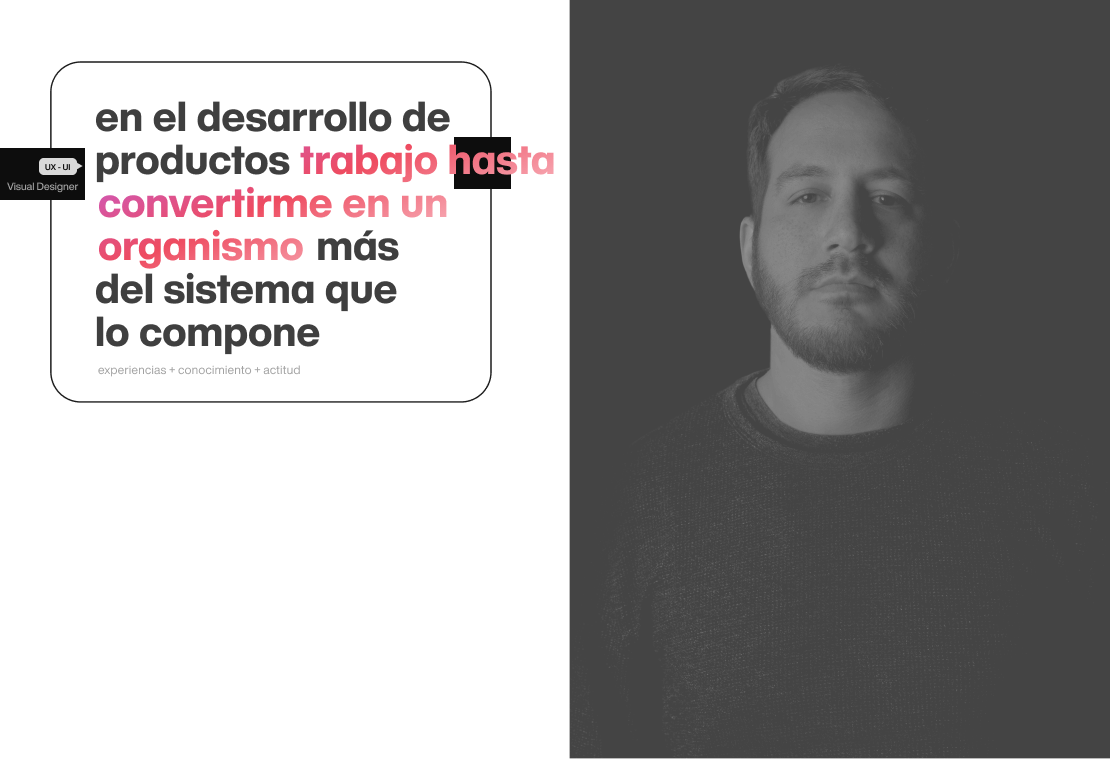 en el desarrollo de
productos trabajo hasta
convertirme en un
organismo más
del sistema que
lo compone
experiencias + conocimiento + actitud
UX - UI
Visual Designer